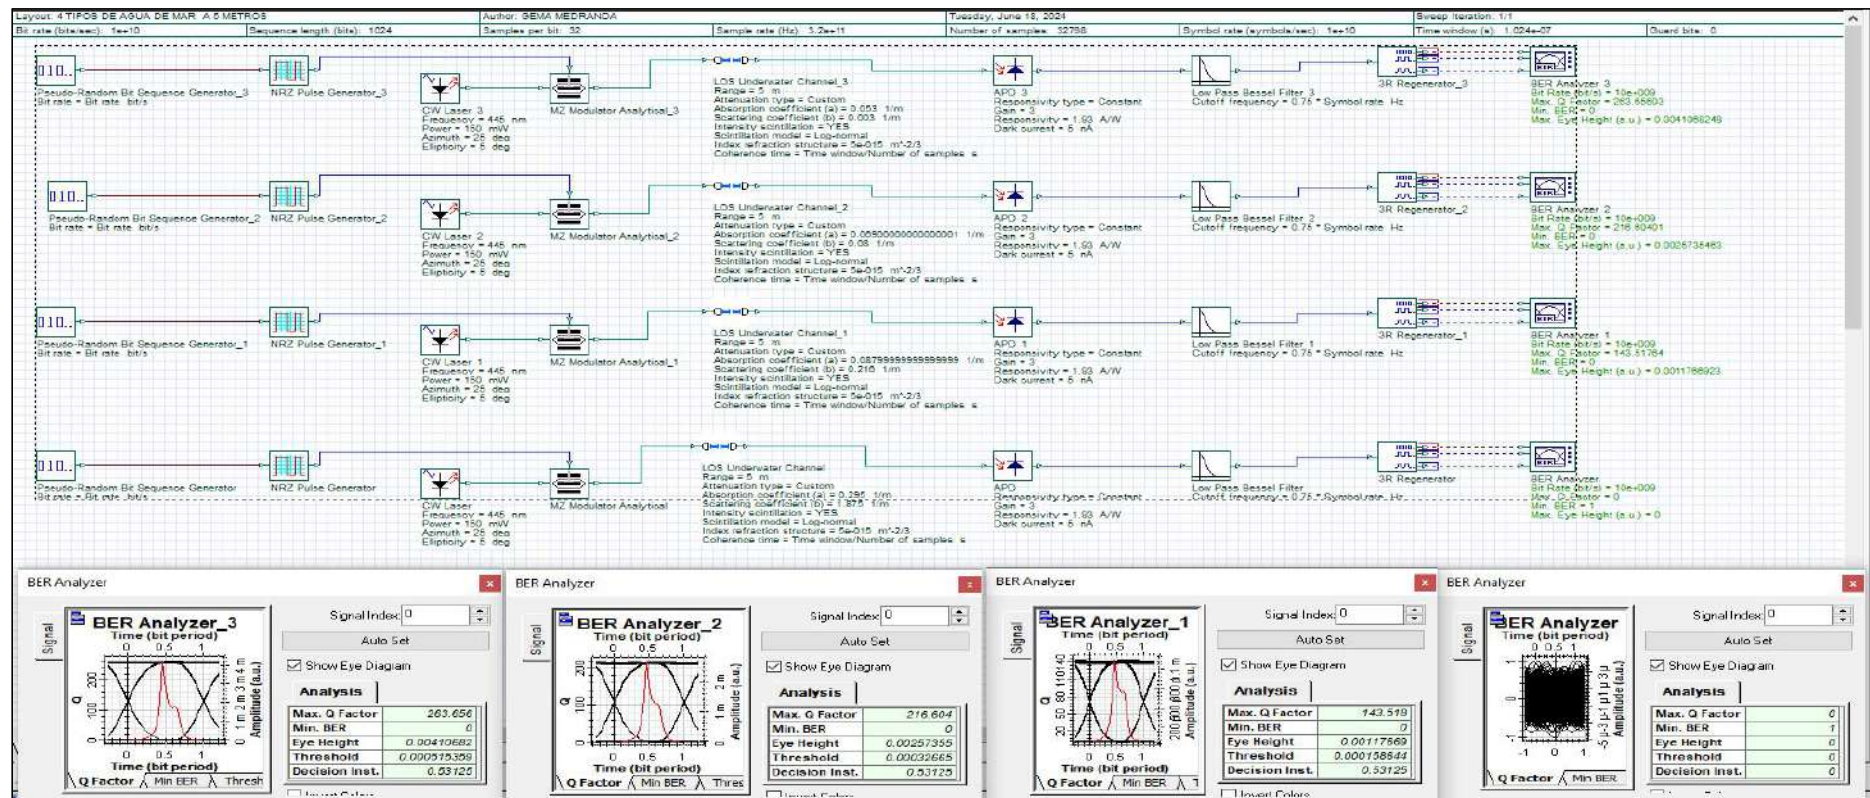 Layout: 4 TIPOS DE AGUA DE MAR A 5 METROS
Author: GEMA MEDRANDA
Tuesday, June 18, 2024
Sweep Iteration: 1/1
Bit rate (bits/sec): 1e+10
Sequence length (bits): 1024
Samples per bit: 32
Sample rate (Hz): 3.2e+11
Number of samples: 32768
Symbol rate (symbols/sec): 1e+10
Time window (s): 1.024e-07
Guard bits: 0
Pseudo-Random Bit Sequence Generator_3
Bit rate = Bit rate bit/s
NRZ Pulse Generator_3
CW Laser 3
Frequency = 445 nm
Power = 150 mW
Azimuth = 25 deg
Ellipticity = 5 deg
MZ Modulator Analytical_3
LOS Underwater Channel_3
Range = 5 m
Attenuation type = Custom
Absorption coefficient (a) = 0.053 1/m
Scattering coefficient (b) = 0.003 1/m
Intensity scintillation = YES
Scintillation model = Log-normal
Index refraction structure = 5e-015 m^-2/3
Coherence time = Time window/Number of samples s
APD 3
Responsivity type = Constant
Gain = 3
Responsivity = 1.93 A/W
Dark current = 5 nA
Low Pass Bessel Filter_3
Cutoff frequency = 0.75 * Symbol rate Hz
3R Regenerator_3
BER Analyzer 3
Bit Rate (bit/s) = 10e+009
Max. Q Factor = 263.65603
Min. BER = 0
Max. Eye Height (a.u.) = 0.0041068248
Pseudo-Random Bit Sequence Generator_2
Bit rate = Bit rate bit/s
NRZ Pulse Generator_2
CW Laser 2
Frequency = 445 nm
Power = 150 mW
Azimuth = 25 deg
Ellipticity = 5 deg
MZ Modulator Analytical_2
LOS Underwater Channel_2
Range = 5 m
Attenuation type = Custom
Absorption coefficient (a) = 0.06900000000000001 1/m
Scattering coefficient (b) = 0.08 1/m
Intensity scintillation = YES
Scintillation model = Log-normal
Index refraction structure = 5e-015 m^-2/3
Coherence time = Time window/Number of samples s
APD 2
Responsivity type = Constant
Gain = 3
Responsivity = 1.93 A/W
Dark current = 5 nA
Low Pass Bessel Filter 2
Cutoff frequency = 0.75 * Symbol rate Hz
3R Regenerator_2
BER Analyzer 2
Bit Rate (bit/s) = 10e+009
Max. Q Factor = 216.60401
Min. BER = 0
Max. Eye Height (a.u.) = 0.0025735463
Pseudo-Random Bit Sequence Generator_1
Bit rate = Bit rate bit/s
NRZ Pulse Generator_1
CW Laser 1
Frequency = 445 nm
Power = 150 mW
Azimuth = 25 deg
Ellipticity = 5 deg
MZ Modulator Analytical_1
LOS Underwater Channel_1
Range = 5 m
Attenuation type = Custom
Absorption coefficient (a) = 0.08799999999999999 1/m
Scattering coefficient (b) = 0.216 1/m
Intensity scintillation = YES
Scintillation model = Log-normal
Index refraction structure = 5e-015 m^-2/3
Coherence time = Time window/Number of samples s
APD 1
Responsivity type = Constant
Gain = 3
Responsivity = 1.93 A/W
Dark current = 5 nA
Low Pass Bessel Filter 1
Cutoff frequency = 0.75 * Symbol rate Hz
3R Regenerator_1
BER Analyzer 1
Bit Rate (bit/s) = 10e+009
Max. Q Factor = 143.51764
Min. BER = 0
Max. Eye Height (a.u.) = 0.0011756923
Pseudo-Random Bit Sequence Generator
Bit rate = Bit rate bit/s
NRZ Pulse Generator
CW Laser
Frequency = 445 nm
Power = 150 mW
Azimuth = 25 deg
Ellipticity = 5 deg
MZ Modulator Analytical
LOS Underwater Channel
Range = 5 m
Attenuation type = Custom
Absorption coefficient (a) = 0.295 1/m
Scattering coefficient (b) = 1.875 1/m
Intensity scintillation = YES
Scintillation model = Log-normal
Index refraction structure = 5e-015 m^-2/3
Coherence time = Time window/Number of samples s
APD
Responsivity type = Constant
Gain = 3
Responsivity = 1.93 A/W
Dark current = 5 nA
Low Pass Bessel Filter
Cutoff frequency = 0.75 * Symbol rate Hz
3R Regenerator
BER Analyzer
Bit Rate (bit/s) = 10e+009
Max. Q Factor = 0
Min. BER = 1
Max. Eye Height (a.u.) = 0
BER Analyzer
Signal
BER Analyzer_3
Time (bit period)
Q
Amplitude (a.u.)
Time (bit period)
Q Factor Min BER Thresh
Signal Index: 0
Auto Set
Show Eye Diagram
Analysis
Max. Q Factor 263.656
Min. BER 0
Eye Height 0.00410682
Threshold 0.000515359
Decision Inst. 0.53125
Invert Colors
BER Analyzer
Signal
BER Analyzer_2
Time (bit period)
Q
Amplitude (a.u.)
Time (bit period)
Q Factor Min BER Thres
Signal Index: 0
Auto Set
Show Eye Diagram
Analysis
Max. Q Factor 216.604
Min. BER 0
Eye Height 0.00257355
Threshold 0.00032665
Decision Inst. 0.53125
Invert Colors
BER Analyzer
Signal
BER Analyzer_1
Time (bit period)
Q
Amplitude (a.u.)
Time (bit period)
Q Factor Min BER T
Signal Index: 0
Auto Set
Show Eye Diagram
Analysis
Max. Q Factor 143.518
Min. BER 0
Eye Height 0.00117569
Threshold 0.000158544
Decision Inst. 0.53125
Invert Colors
BER Analyzer
Signal
BER Analyzer
Time (bit period)
Q
Amplitude (a.u.)
Time (bit period)
Q Factor Min BER
Signal Index: 0
Auto Set
Show Eye Diagram
Analysis
Max. Q Factor 0
Min. BER 1
Eye Height 0
Threshold 0
Decision Inst. 0